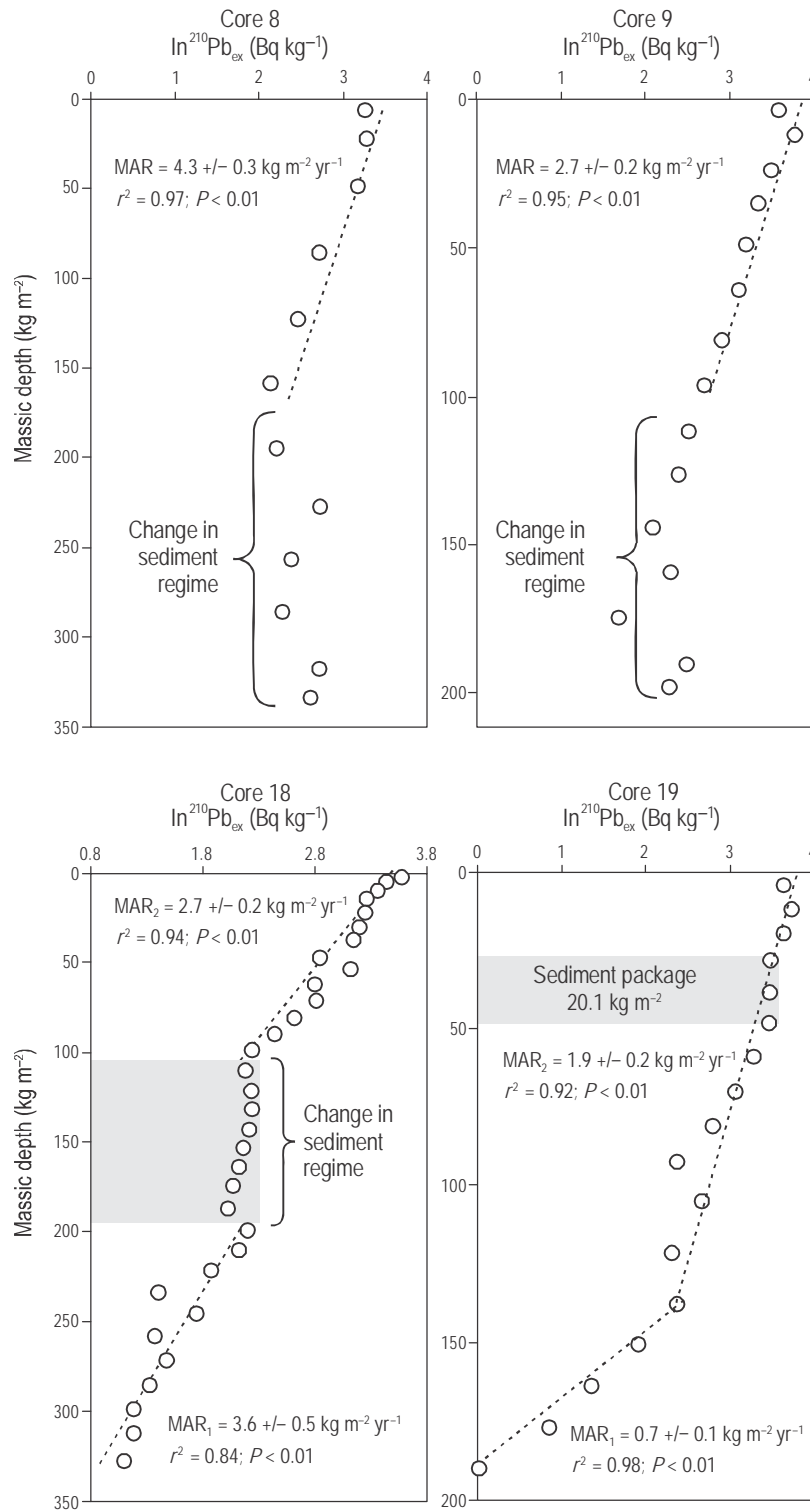 Core 8
In²¹⁰Pbₑₓ (Bq kg⁻¹)
0 1 2 3 4
0
50
100
150
200
250
300
350
Massic depth (kg m⁻²)
MAR = 4.3 +/− 0.3 kg m⁻² yr⁻¹
r² = 0.97; P < 0.01
Change in
sediment
regime
Core 9
In²¹⁰Pbₑₓ (Bq kg⁻¹)
0 1 2 3 4
0
50
100
150
200
MAR = 2.7 +/− 0.2 kg m⁻² yr⁻¹
r² = 0.95; P < 0.01
Change in
sediment
regime
Core 18
In²¹⁰Pbₑₓ (Bq kg⁻¹)
0.8 1.8 2.8 3.8
0
50
100
150
200
250
300
350
Massic depth (kg m⁻²)
MAR₂ = 2.7 +/− 0.2 kg m⁻² yr⁻¹
r² = 0.94; P < 0.01
Change in
sediment
regime
MAR₁ = 3.6 +/− 0.5 kg m⁻² yr⁻¹
r² = 0.84; P < 0.01
Core 19
In²¹⁰Pbₑₓ (Bq kg⁻¹)
0 1 2 3 4
0
50
100
150
200
Sediment package
20.1 kg m⁻²
MAR₂ = 1.9 +/− 0.2 kg m⁻² yr⁻¹
r² = 0.92; P < 0.01
MAR₁ = 0.7 +/− 0.1 kg m⁻² yr⁻¹
r² = 0.98; P < 0.01